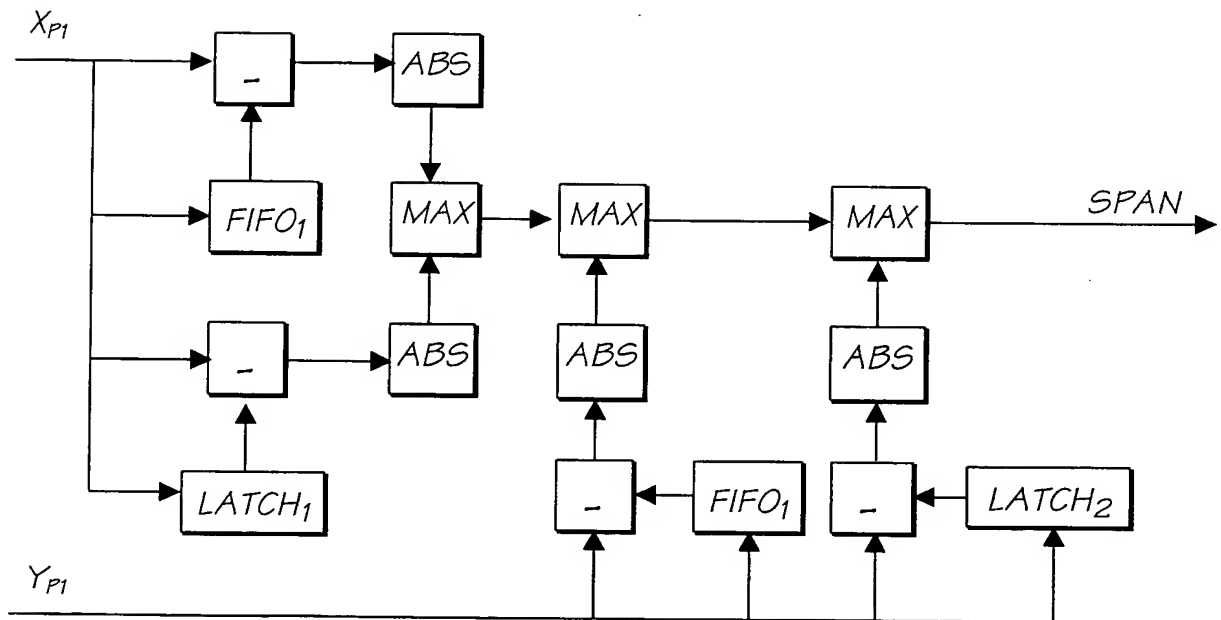 X_P1
-
ABS
FIFO₁
MAX
MAX
MAX
SPAN
-
ABS
ABS
ABS
LATCH₁
-
FIFO₁
-
LATCH₂
Y_P1